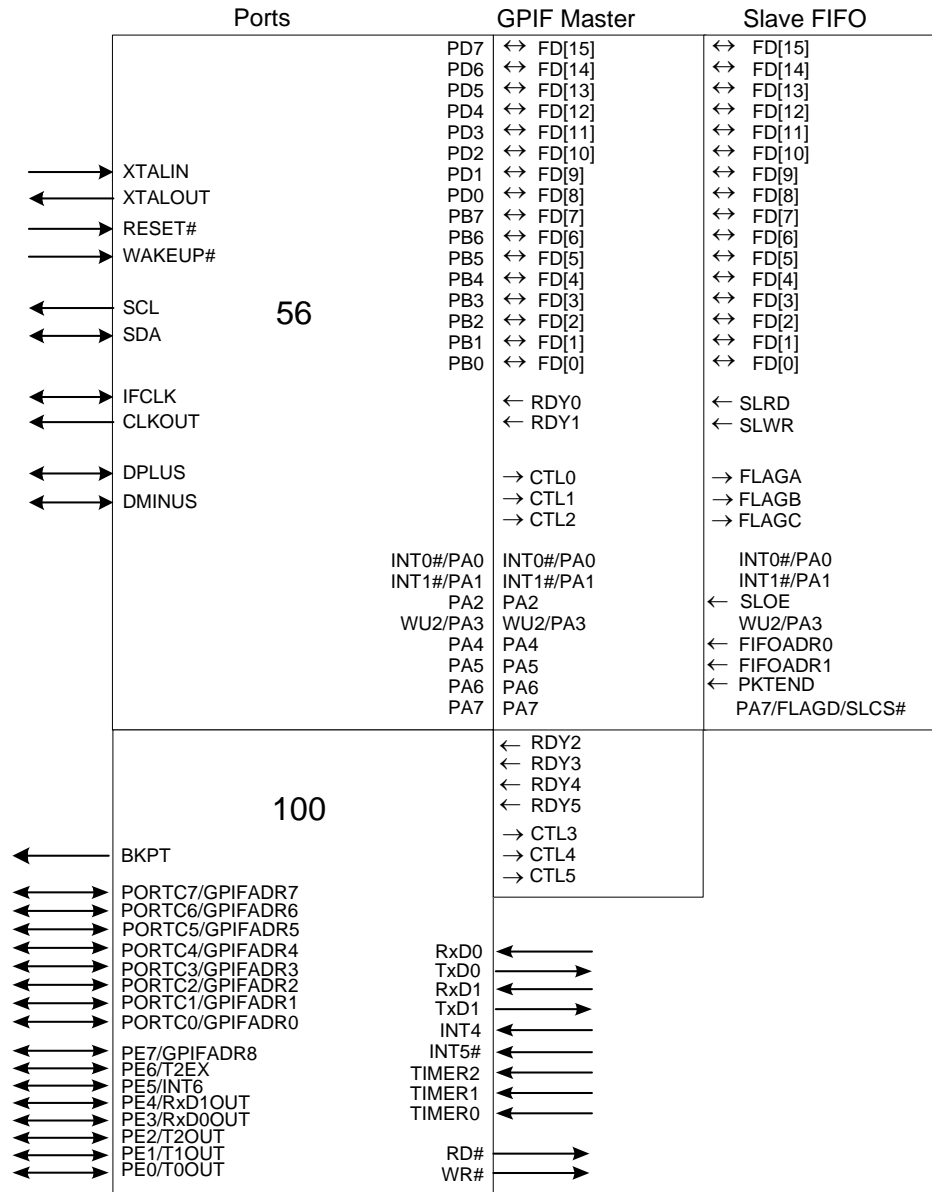 Ports GPIF Master Slave FIFO
PD7 ↔ FD[15] ↔ FD[15]
PD6 ↔ FD[14] ↔ FD[14]
PD5 ↔ FD[13] ↔ FD[13]
PD4 ↔ FD[12] ↔ FD[12]
PD3 ↔ FD[11] ↔ FD[11]
PD2 ↔ FD[10] ↔ FD[10]
XTALIN PD1 ↔ FD[9] ↔ FD[9]
XTALOUT PD0 ↔ FD[8] ↔ FD[8]
PB7 ↔ FD[7] ↔ FD[7]
RESET# PB6 ↔ FD[6] ↔ FD[6]
WAKEUP# PB5 ↔ FD[5] ↔ FD[5]
PB4 ↔ FD[4] ↔ FD[4]
SCL 56 PB3 ↔ FD[3] ↔ FD[3]
PB2 ↔ FD[2] ↔ FD[2]
SDA PB1 ↔ FD[1] ↔ FD[1]
PB0 ↔ FD[0] ↔ FD[0]
IFCLK ← RDY0 ← SLRD
CLKOUT ← RDY1 ← SLWR
DPLUS → CTL0 → FLAGA
DMINUS → CTL1 → FLAGB
→ CTL2 → FLAGC
INT0#/PA0 INT0#/PA0 INT0#/PA0
INT1#/PA1 INT1#/PA1 INT1#/PA1
PA2 PA2 ← SLOE
WU2/PA3 WU2/PA3 WU2/PA3
PA4 PA4 ← FIFOADR0
PA5 PA5 ← FIFOADR1
PA6 PA6 ← PKTEND
PA7 PA7 PA7/FLAGD/SLCS#
← RDY2
← RDY3
← RDY4
100 ← RDY5
→ CTL3
BKPT → CTL4
→ CTL5
PORTC7/GPIFADR7
PORTC6/GPIFADR6
PORTC5/GPIFADR5
PORTC4/GPIFADR4 RxD0
PORTC3/GPIFADR3 TxD0
PORTC2/GPIFADR2 RxD1
PORTC1/GPIFADR1 TxD1
PORTC0/GPIFADR0 INT4
PE7/GPIFADR8 INT5#
PE6/T2EX TIMER2
PE5/INT6 TIMER1
PE4/RxD1OUT
PE3/RxD0OUT TIMER0
PE2/T2OUT
PE1/T1OUT RD#
PE0/T0OUT WR#